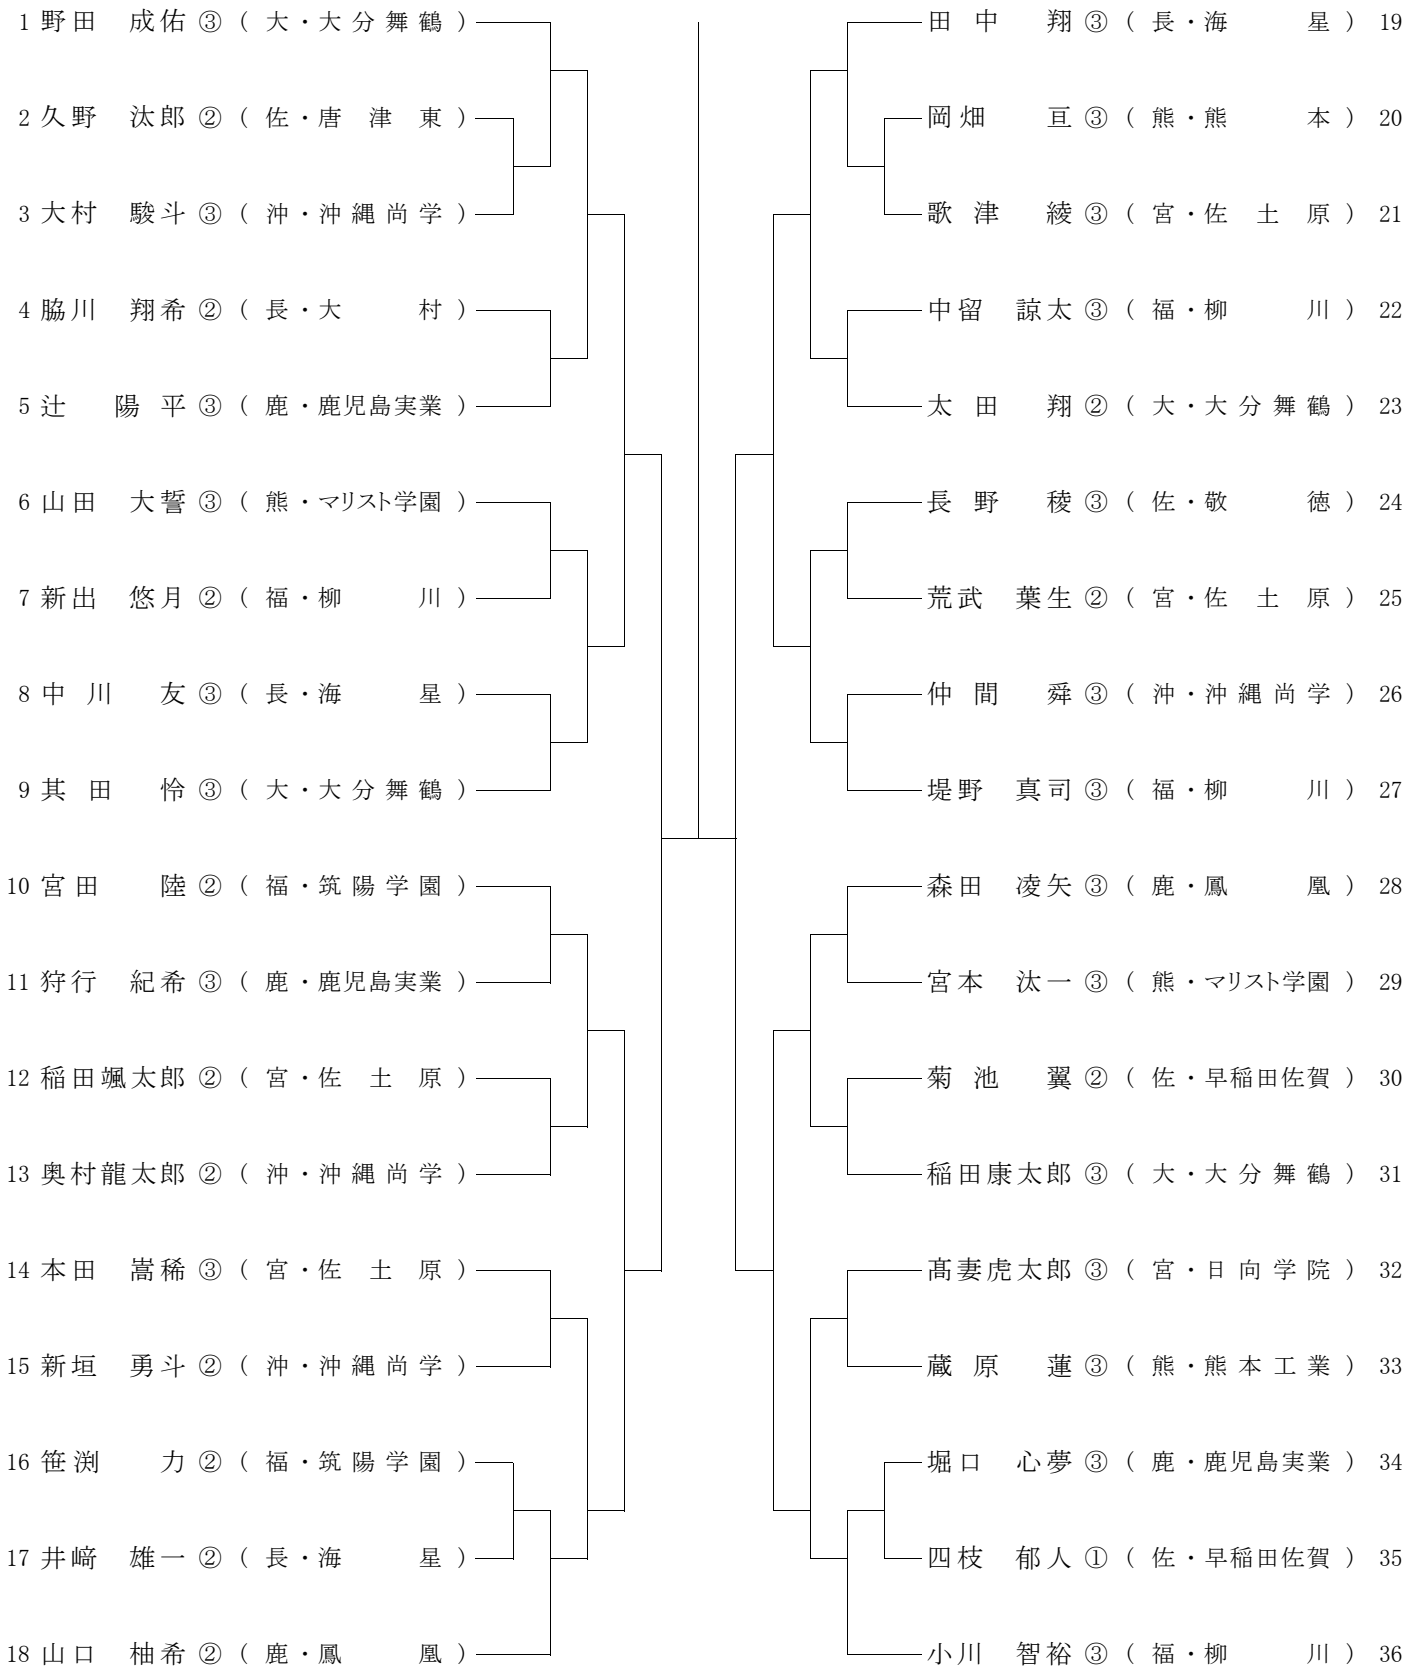 1 野田 成佑 ③ ( 大・大分舞鶴 )
2 久野 汰郎 ② ( 佐・唐津東 )
3 大村 駿斗 ③ ( 沖・沖縄尚学 )
4 脇川 翔希 ② ( 長・大村 )
5 辻 陽平 ③ ( 鹿・鹿児島実業 )
6 山田 大誓 ③ ( 熊・マリスト学園 )
7 新出 悠月 ② ( 福・柳川 )
8 中川 友 ③ ( 長・海星 )
9 其田 怜 ③ ( 大・大分舞鶴 )
10 宮田 陸 ② ( 福・筑陽学園 )
11 狩行 紀希 ③ ( 鹿・鹿児島実業 )
12 稲田颯太郎 ② ( 宮・佐土原 )
13 奥村龍太郎 ② ( 沖・沖縄尚学 )
14 本田 嵩稀 ③ ( 宮・佐土原 )
15 新垣 勇斗 ② ( 沖・沖縄尚学 )
16 笹渕 力 ② ( 福・筑陽学園 )
17 井﨑 雄一 ② ( 長・海星 )
18 山口 柚希 ② ( 鹿・鳳凰 )
田中 翔 ③ ( 長・海星 ) 19
岡畑 亘 ③ ( 熊・熊本 ) 20
歌津 綾 ③ ( 宮・佐土原 ) 21
中留 諒太 ③ ( 福・柳川 ) 22
太田 翔 ② ( 大・大分舞鶴 ) 23
長野 稜 ③ ( 佐・敬徳 ) 24
荒武 葉生 ② ( 宮・佐土原 ) 25
仲間 舜 ③ ( 沖・沖縄尚学 ) 26
堤野 真司 ③ ( 福・柳川 ) 27
森田 凌矢 ③ ( 鹿・鳳凰 ) 28
宮本 汰一 ③ ( 熊・マリスト学園 ) 29
菊池 翼 ② ( 佐・早稲田佐賀 ) 30
稲田康太郎 ③ ( 大・大分舞鶴 ) 31
髙妻虎太郎 ③ ( 宮・日向学院 ) 32
蔵原 蓮 ③ ( 熊・熊本工業 ) 33
堀口 心夢 ③ ( 鹿・鹿児島実業 ) 34
四枝 郁人 ① ( 佐・早稲田佐賀 ) 35
小川 智裕 ③ ( 福・柳川 ) 36